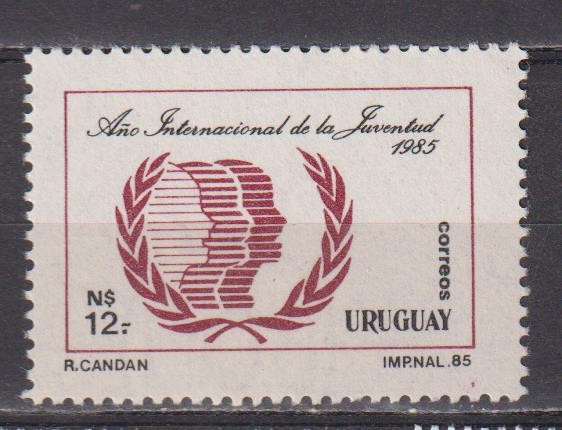 Año Internacional de la Juventud
1985
correos
N$
12.-
URUGUAY
R.CANDAN
IMP.NAL.85